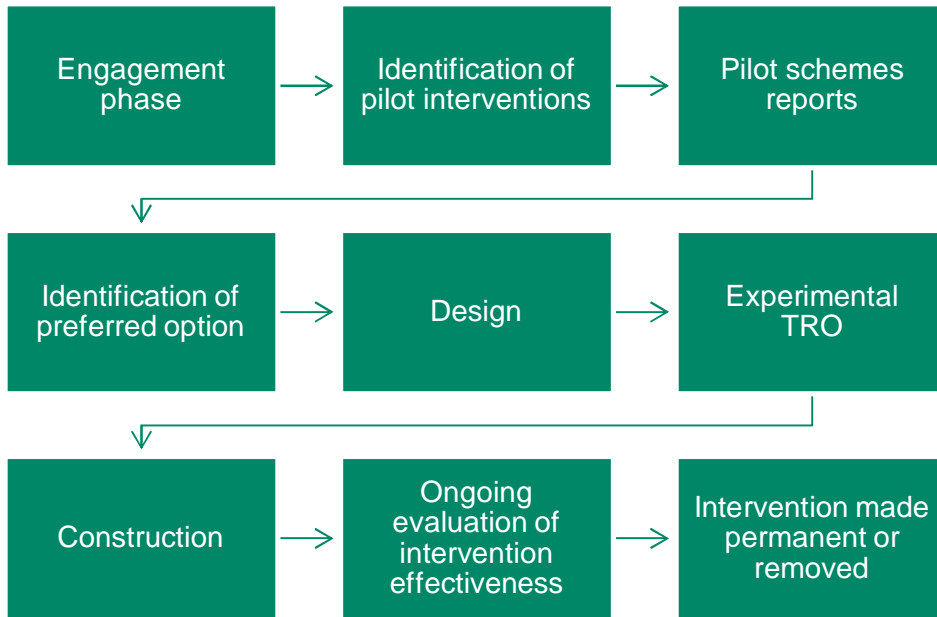 Engagement
phase
Identification of
pilot interventions
Pilot schemes
reports
Identification of
preferred option
Design
Experimental
TRO
Construction
Ongoing
evaluation of
intervention
effectiveness
Intervention made
permanent or
removed